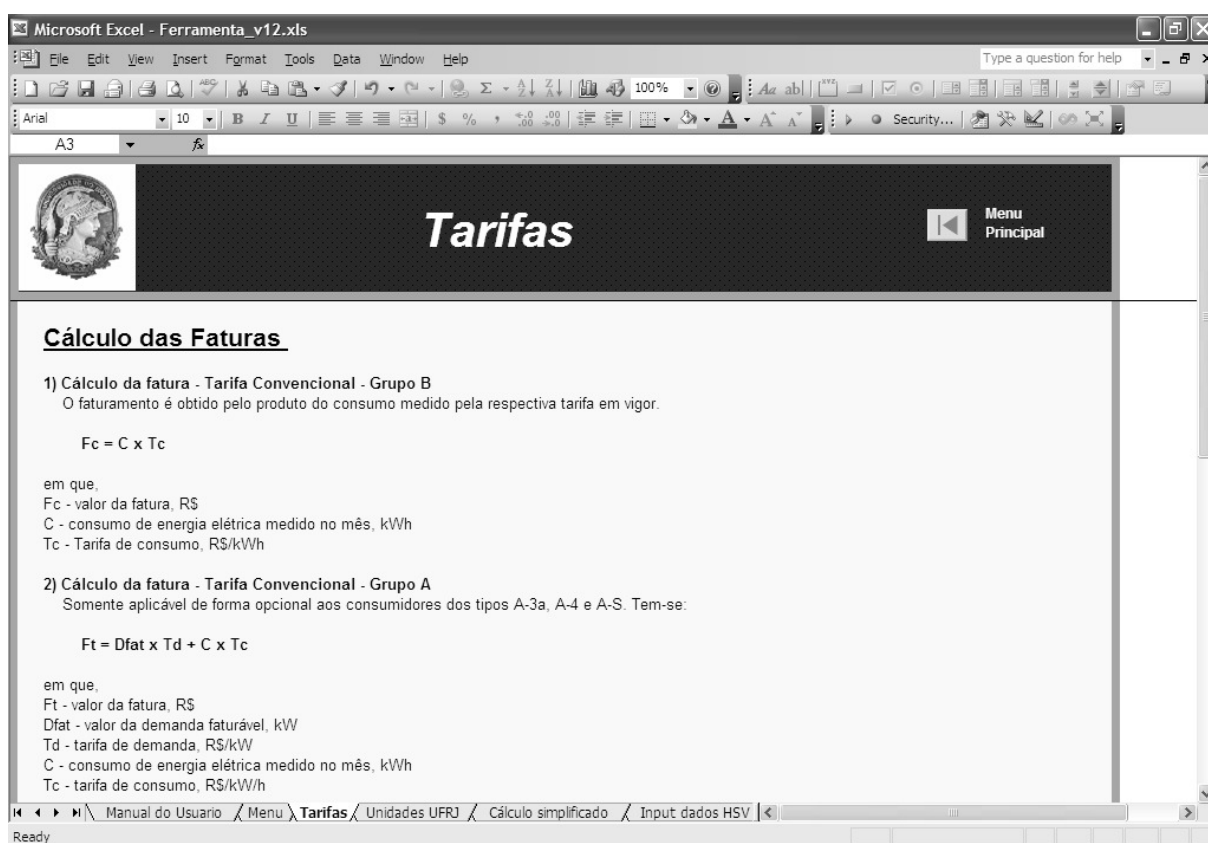 Microsoft Excel - Ferramenta_v12.xls
File Edit View Insert Format Tools Data Window Help Type a question for help
100%
Arial 10 B I U $ % , Security...
A3 fx
Tarifas
Menu
Principal
Cálculo das Faturas
1) Cálculo da fatura - Tarifa Convencional - Grupo B
O faturamento é obtido pelo produto do consumo medido pela respectiva tarifa em vigor.
Fc = C x Tc
em que,
Fc - valor da fatura, R$
C - consumo de energia elétrica medido no mês, kWh
Tc - Tarifa de consumo, R$/kWh
2) Cálculo da fatura - Tarifa Convencional - Grupo A
Somente aplicável de forma opcional aos consumidores dos tipos A-3a, A-4 e A-S. Tem-se:
Ft = Dfat x Td + C x Tc
em que,
Ft - valor da fatura, R$
Dfat - valor da demanda faturável, kW
Td - tarifa de demanda, R$/kW
C - consumo de energia elétrica medido no mês, kWh
Tc - tarifa de consumo, R$/kW/h
Manual do Usuario Menu Tarifas Unidades UFRJ Cálculo simplificado Input dados HSV
Ready